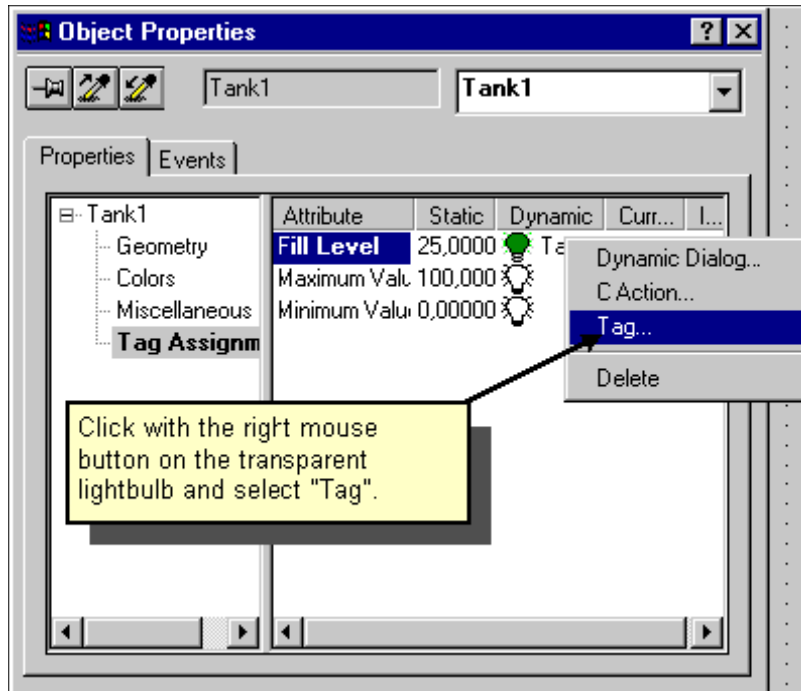 Object Properties
Tank1 Tank1
Properties Events
Tank1
Geometry
Colors
Miscellaneous
Tag Assignm
Attribute Static Dynamic Curr... I...
Fill Level 25,0000 Ta
Maximum Valu 100,000
Minimum Valu 0,00000
Dynamic Dialog...
C Action...
Tag...
Delete
Click with the right mouse
button on the transparent
lightbulb and select "Tag".